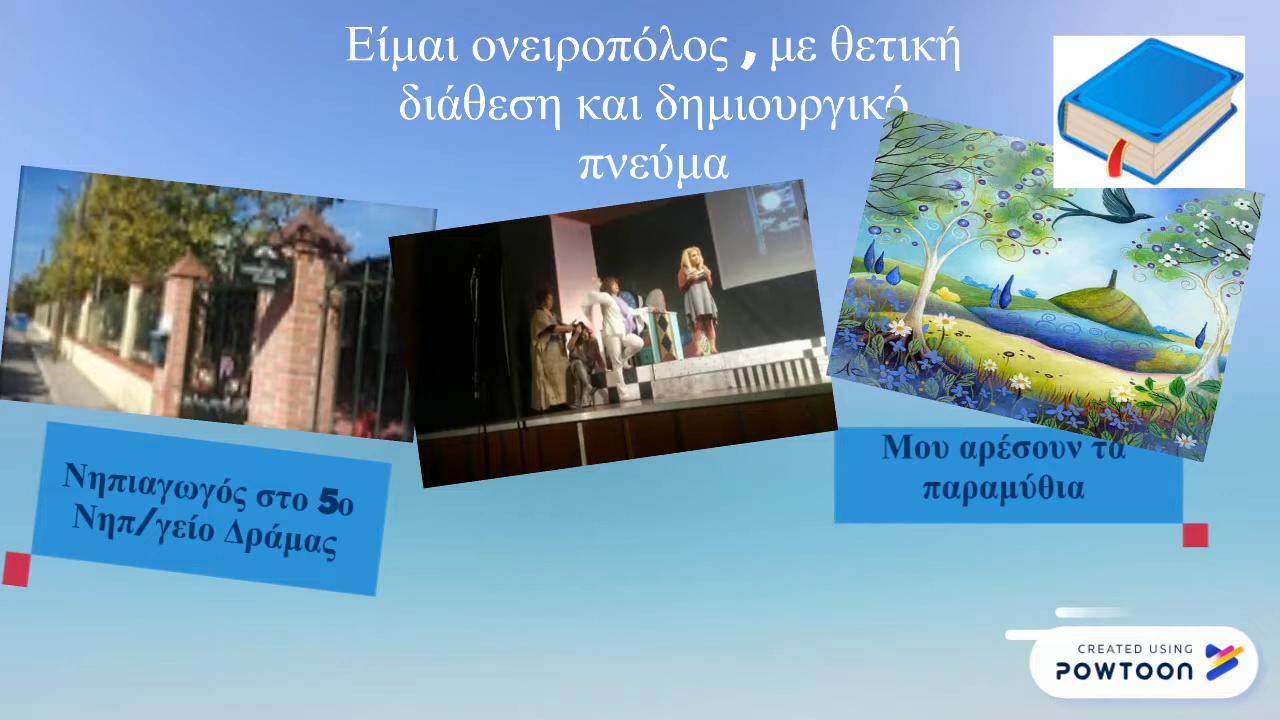 Είμαι ονειροπόλος , με θετική
διάθεση και δημιουργικό
πνεύμα
Νηπιαγωγός στο 5ο
Νηπ/γείο Δράμας
Μου αρέσουν τα
παραμύθια
CREATED USING
POWTOON